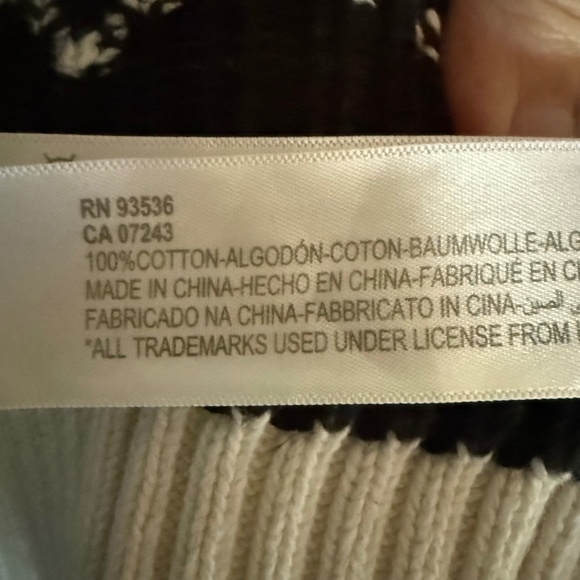 RN 93536
CA 07243
100%COTTON-ALGODÓN-COTON-BAUMWOLLE-ALG
MADE IN CHINA-HECHO EN CHINA-FABRIQUÉ EN C
FABRICADO NA CHINA-FABBRICATO IN CINA-الصين
*ALL TRADEMARKS USED UNDER LICENSE FROM